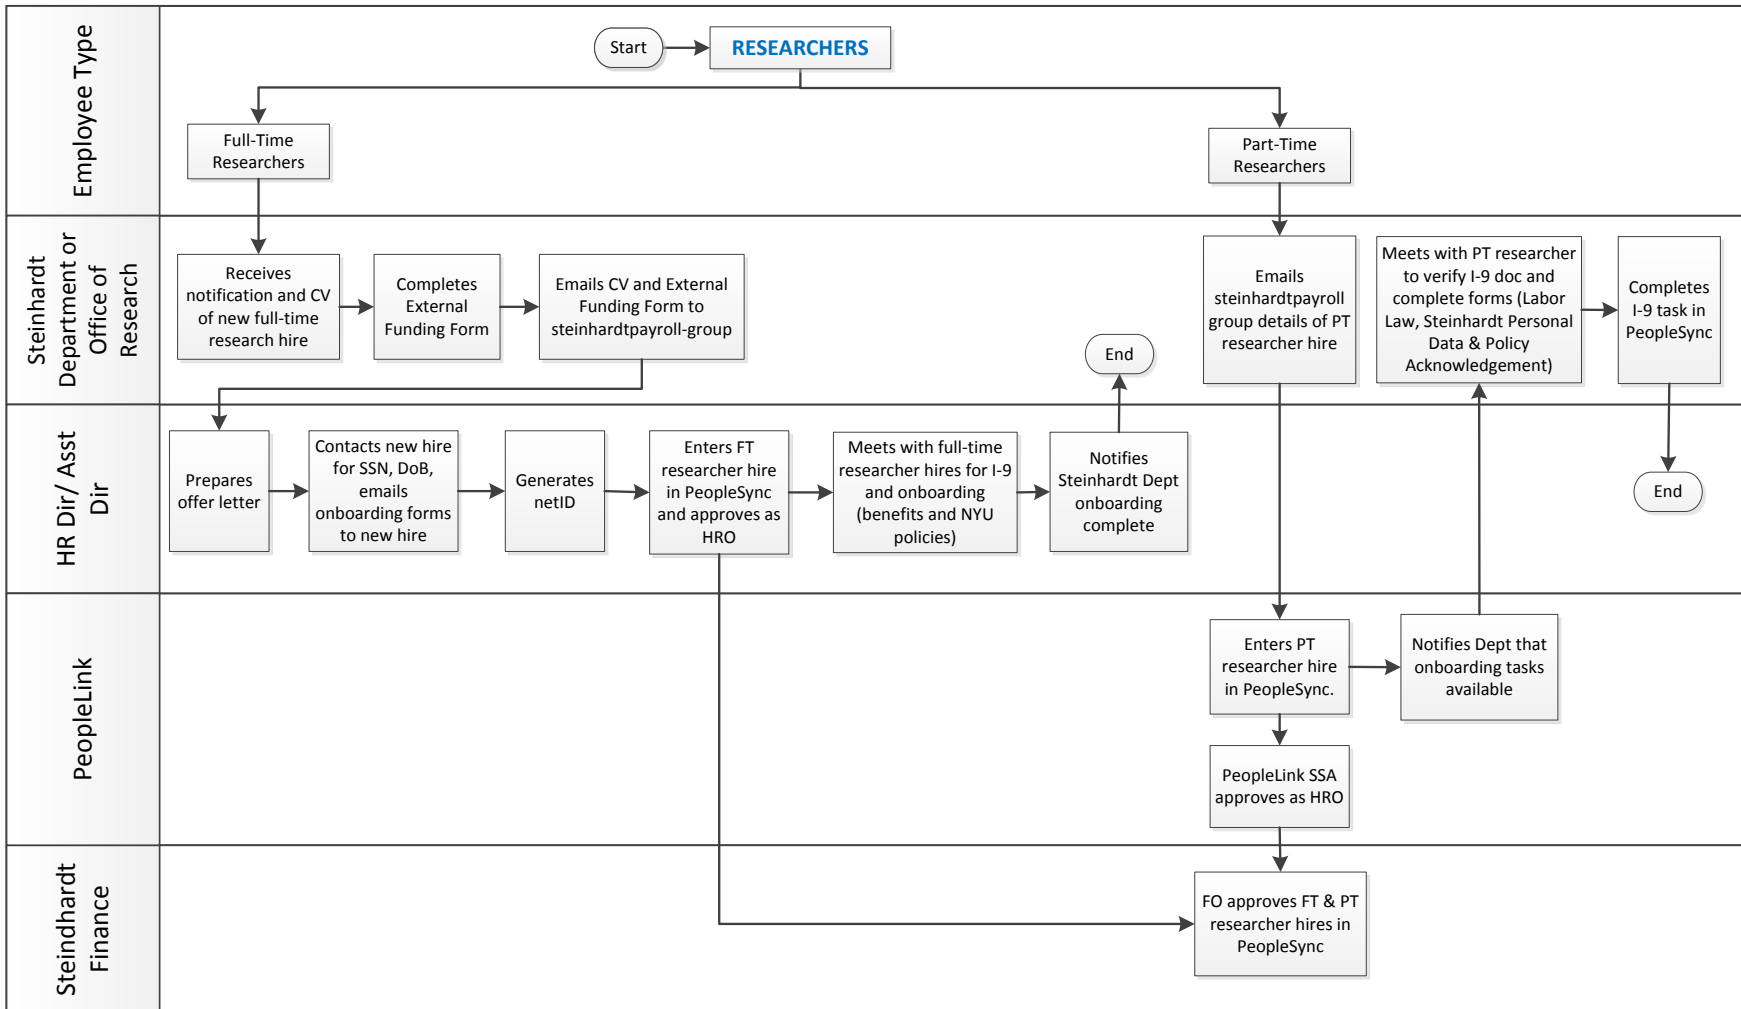 Employee Type
Start
RESEARCHERS
Full-Time
Researchers
Part-Time
Researchers
Steinhardt
Department or
Office of
Research
Receives
notification and CV
of new full-time
research hire
Completes
External
Funding Form
Emails CV and External
Funding Form to
steinhardtpayroll-group
End
Emails
steinhardtpayroll
group details of PT
researcher hire
Meets with PT researcher
to verify I-9 doc and
complete forms (Labor
Law, Steinhardt Personal
Data & Policy
Acknowledgement)
Completes
I-9 task in
PeopleSync
HR Dir/ Asst
Dir
Prepares
offer letter
Contacts new hire
for SSN, DoB,
emails
onboarding forms
to new hire
Generates
netID
Enters FT
researcher hire
in PeopleSync
and approves as
HRO
Meets with full-time
researcher hires for I-9
and onboarding
(benefits and NYU
policies)
Notifies
Steinhardt Dept
onboarding
complete
End
PeopleLink
Enters PT
researcher hire
in PeopleSync.
Notifies Dept that
onboarding tasks
available
PeopleLink SSA
approves as HRO
Steindhardt
Finance
FO approves FT & PT
researcher hires in
PeopleSync